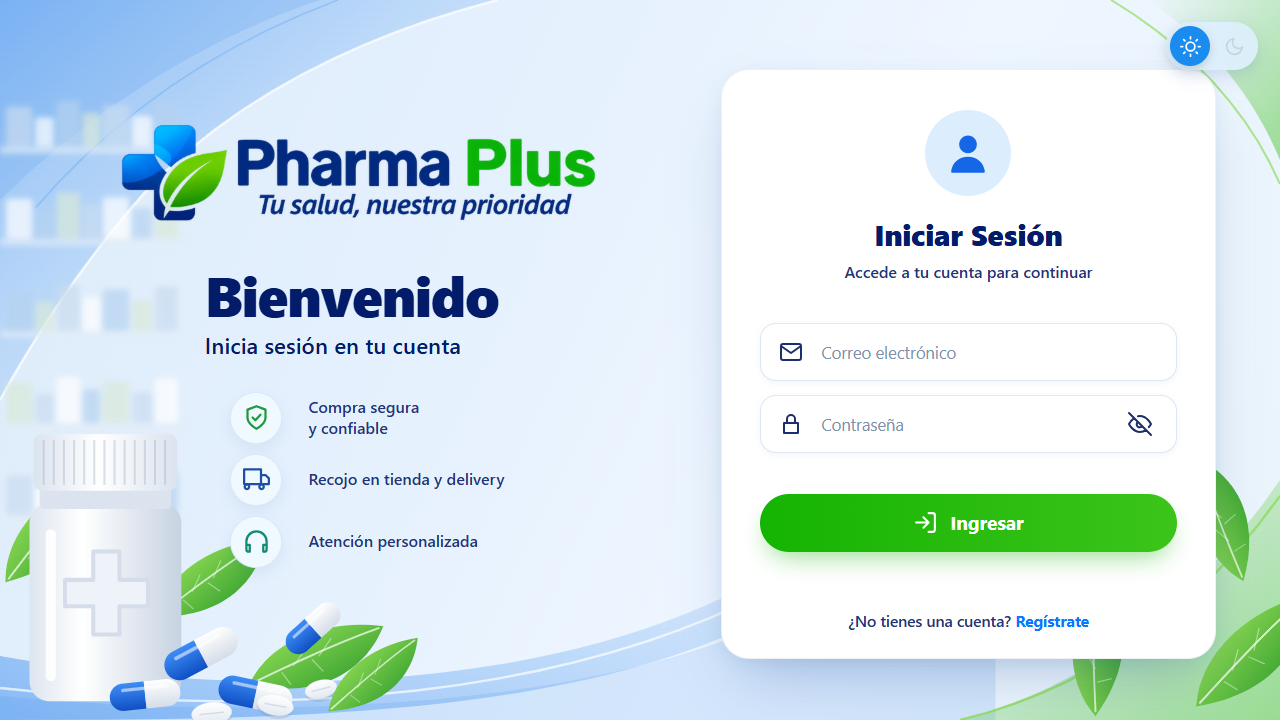 Pharma Plus
Tu salud, nuestra prioridad
Bienvenido
Inicia sesión en tu cuenta
Compra segura
y confiable
Recojo en tienda y delivery
Atención personalizada
Iniciar Sesión
Accede a tu cuenta para continuar
Correo electrónico
Contraseña
Ingresar
¿No tienes una cuenta? Regístrate